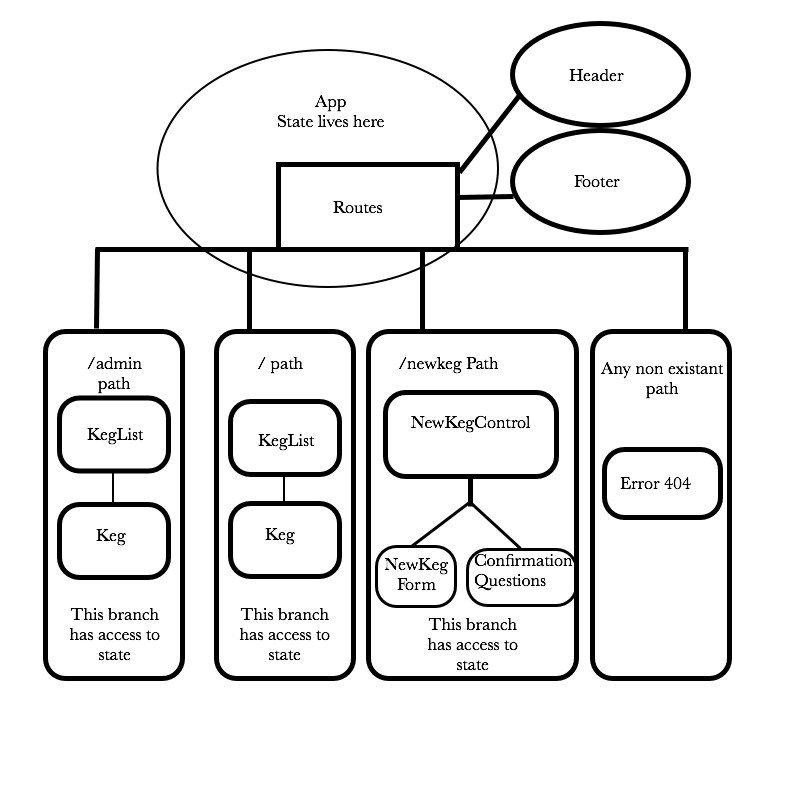 Header
App
State lives here
Footer
Routes
/admin
path
KegList
Keg
This branch
has access to
state
/ path
KegList
Keg
This branch
has access to
state
/newkeg Path
NewKegControl
NewKeg
Form
Confirmation
Questions
This branch
has access to
state
Any non existant
path
Error 404